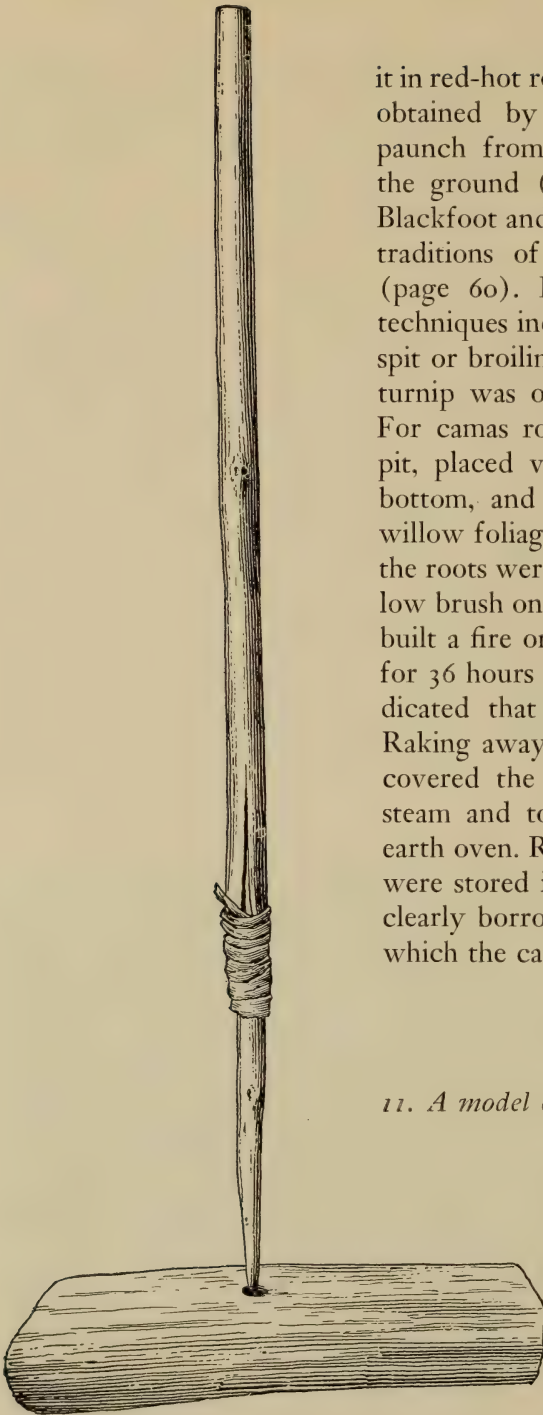 it in red-hot
obtained by
paunch from
the ground (
Blackfoot and
traditions of
(page 60).
techniques
spit or broilin
turnip was
For camas
pit, placed
bottom, and
willow foliag
the roots wer
low brush on
built a fire
for 36 hours
dicated that
Raking away
covered the
steam and
earth oven.
were stored
clearly borro
which the
11. A model